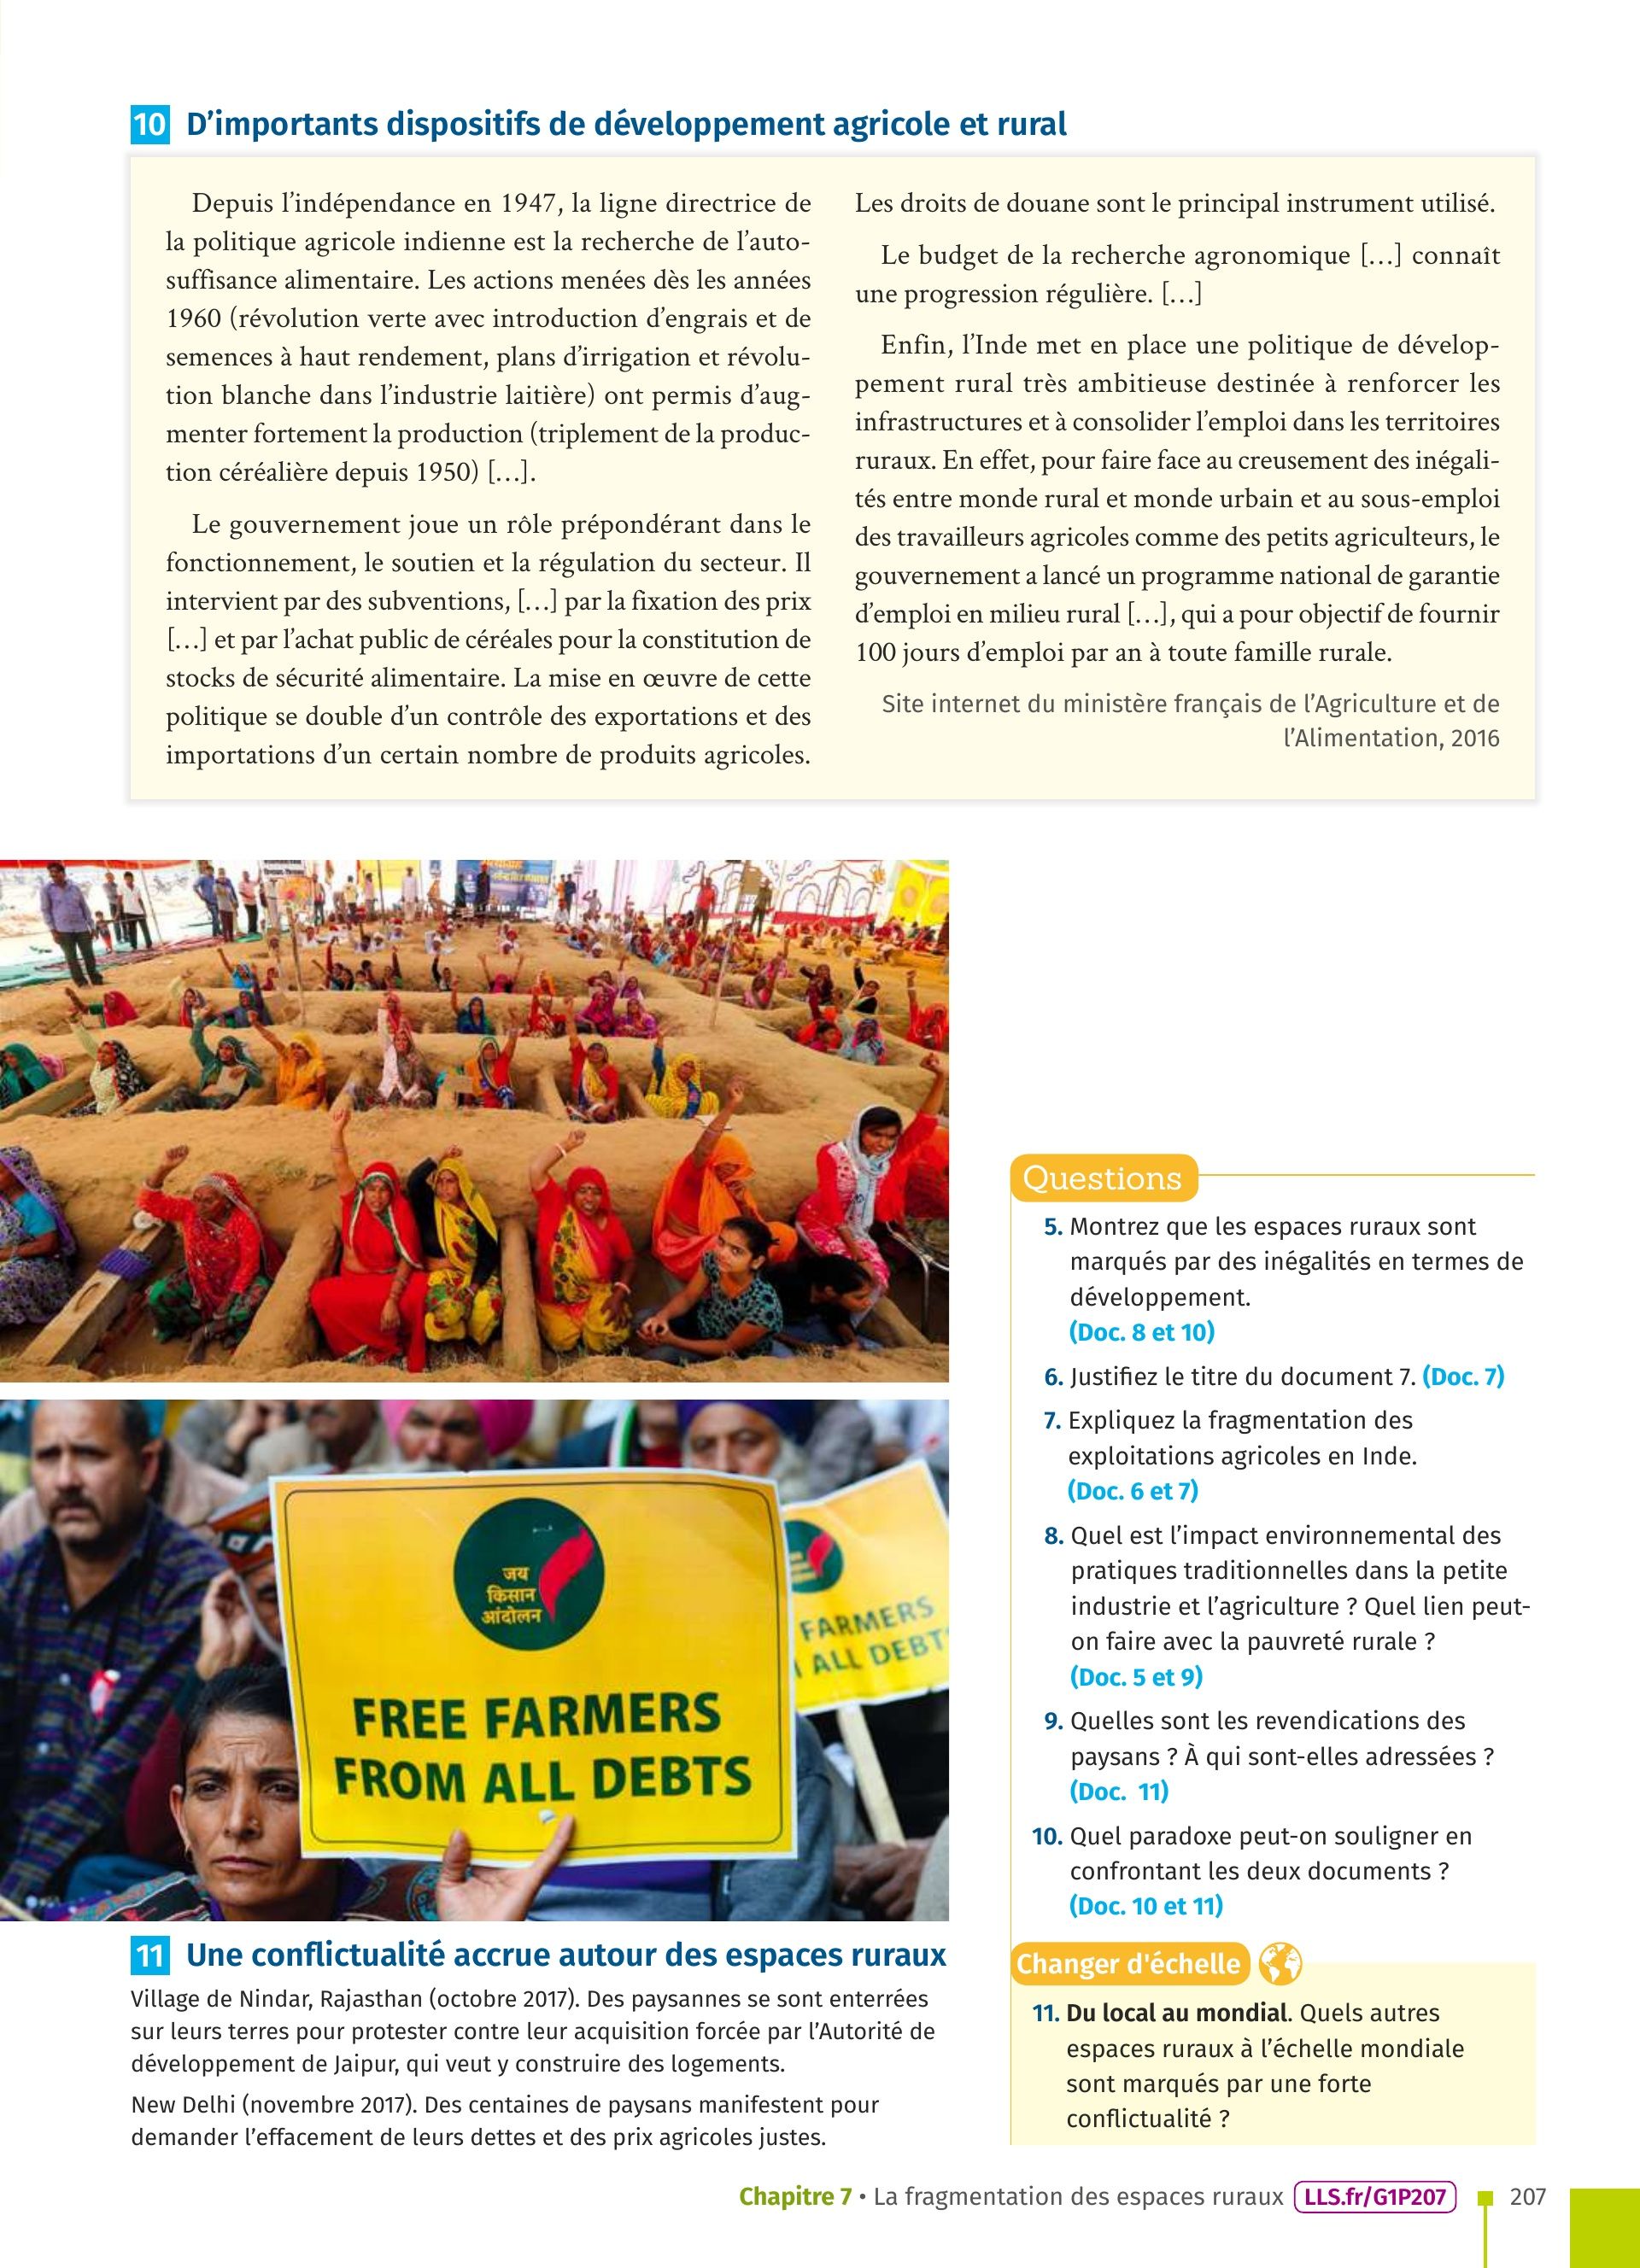 10 D’importants dispositifs de développement agricole et rural
Depuis l’indépendance en 1947, la ligne directrice de
la politique agricole indienne est la recherche de l’auto-
suffisance alimentaire. Les actions menées dès les années
1960 (révolution verte avec introduction d’engrais et de
semences à haut rendement, plans d’irrigation et révolu-
tion blanche dans l’industrie laitière) ont permis d’aug-
menter fortement la production (triplement de la produc-
tion céréalière depuis 1950) […].
Le gouvernement joue un rôle prépondérant dans le
fonctionnement, le soutien et la régulation du secteur. Il
intervient par des subventions, […] par la fixation des prix
[…] et par l’achat public de céréales pour la constitution de
stocks de sécurité alimentaire. La mise en œuvre de cette
politique se double d’un contrôle des exportations et des
importations d’un certain nombre de produits agricoles.
Les droits de douane sont le principal instrument utilisé.
Le budget de la recherche agronomique […] connaît
une progression régulière. […]
Enfin, l’Inde met en place une politique de dévelop-
pement rural très ambitieuse destinée à renforcer les
infrastructures et à consolider l’emploi dans les territoires
ruraux. En effet, pour faire face au creusement des inégali-
tés entre monde rural et monde urbain et au sous-emploi
des travailleurs agricoles comme des petits agriculteurs, le
gouvernement a lancé un programme national de garantie
d’emploi en milieu rural […], qui a pour objectif de fournir
100 jours d’emploi par an à toute famille rurale.
Site internet du ministère français de l’Agriculture et de
l’Alimentation, 2016
जय
किसान
आंदोलन
FREE FARMERS
FROM ALL DEBTS
FARMERS
ALL DEBT
11 Une conflictualité accrue autour des espaces ruraux
Village de Nindar, Rajasthan (octobre 2017). Des paysannes se sont enterrées
sur leurs terres pour protester contre leur acquisition forcée par l’Autorité de
développement de Jaipur, qui veut y construire des logements.
New Delhi (novembre 2017). Des centaines de paysans manifestent pour
demander l’effacement de leurs dettes et des prix agricoles justes.
Questions
5. Montrez que les espaces ruraux sont
marqués par des inégalités en termes de
développement.
(Doc. 8 et 10)
6. Justifiez le titre du document 7. (Doc. 7)
7. Expliquez la fragmentation des
exploitations agricoles en Inde.
(Doc. 6 et 7)
8. Quel est l’impact environnemental des
pratiques traditionnelles dans la petite
industrie et l’agriculture ? Quel lien peut-
on faire avec la pauvreté rurale ?
(Doc. 5 et 9)
9. Quelles sont les revendications des
paysans ? À qui sont-elles adressées ?
(Doc. 11)
10. Quel paradoxe peut-on souligner en
confrontant les deux documents ?
(Doc. 10 et 11)
Changer d'échelle
11. Du local au mondial. Quels autres
espaces ruraux à l’échelle mondiale
sont marqués par une forte
conflictualité ?
Chapitre 7 • La fragmentation des espaces ruraux LLS.fr/G1P207 207